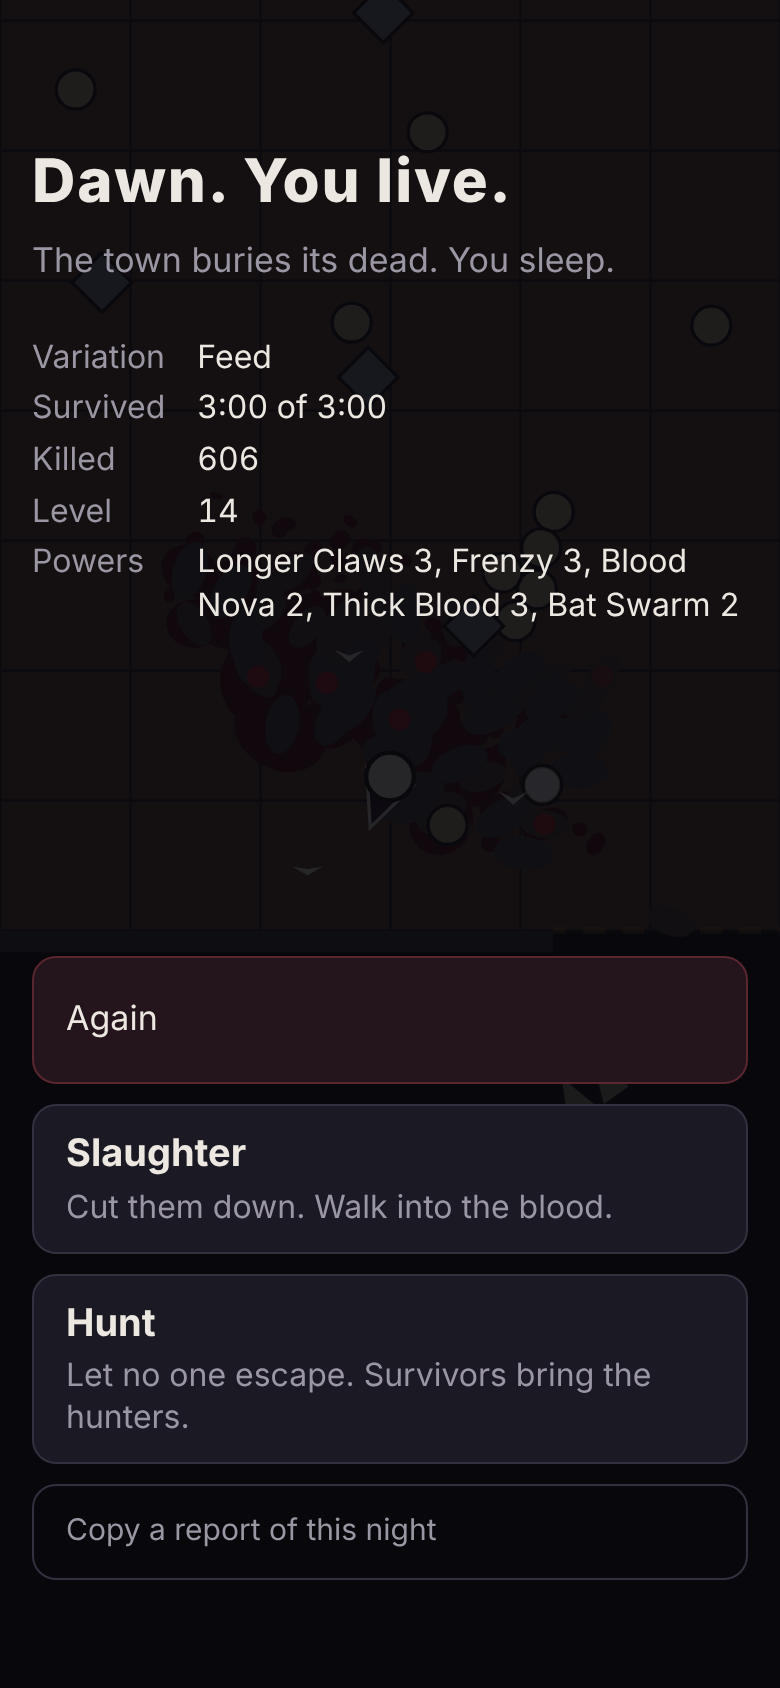 Dawn. You live.
The town buries its dead. You sleep.
Variation Feed
Survived 3:00 of 3:00
Killed 606
Level 14
Powers Longer Claws 3, Frenzy 3, Blood
Nova 2, Thick Blood 3, Bat Swarm 2
Again
Slaughter
Cut them down. Walk into the blood.
Hunt
Let no one escape. Survivors bring the
hunters.
Copy a report of this night